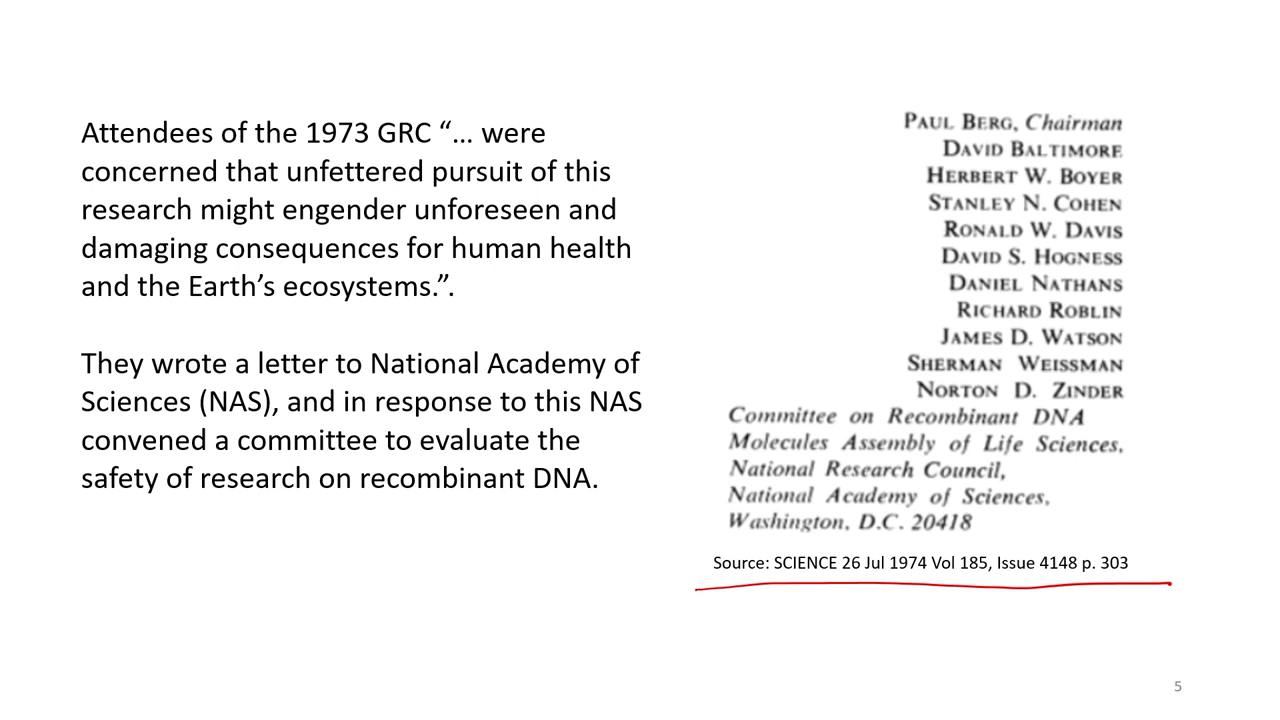 Attendees of the 1973 GRC “… were
concerned that unfettered pursuit of this
research might engender unforeseen and
damaging consequences for human health
and the Earth’s ecosystems.”.
They wrote a letter to National Academy of
Sciences (NAS), and in response to this NAS
convened a committee to evaluate the
safety of research on recombinant DNA.
PAUL BERG, Chairman
DAVID BALTIMORE
HERBERT W. BOYER
STANLEY N. COHEN
RONALD W. DAVIS
DAVID S. HOGNESS
DANIEL NATHANS
RICHARD ROBLIN
JAMES D. WATSON
SHERMAN WEISSMAN
NORTON D. ZINDER
Committee on Recombinant DNA
Molecules Assembly of Life Sciences,
National Research Council,
National Academy of Sciences,
Washington, D.C. 20418
Source: SCIENCE 26 Jul 1974 Vol 185, Issue 4148 p. 303
5